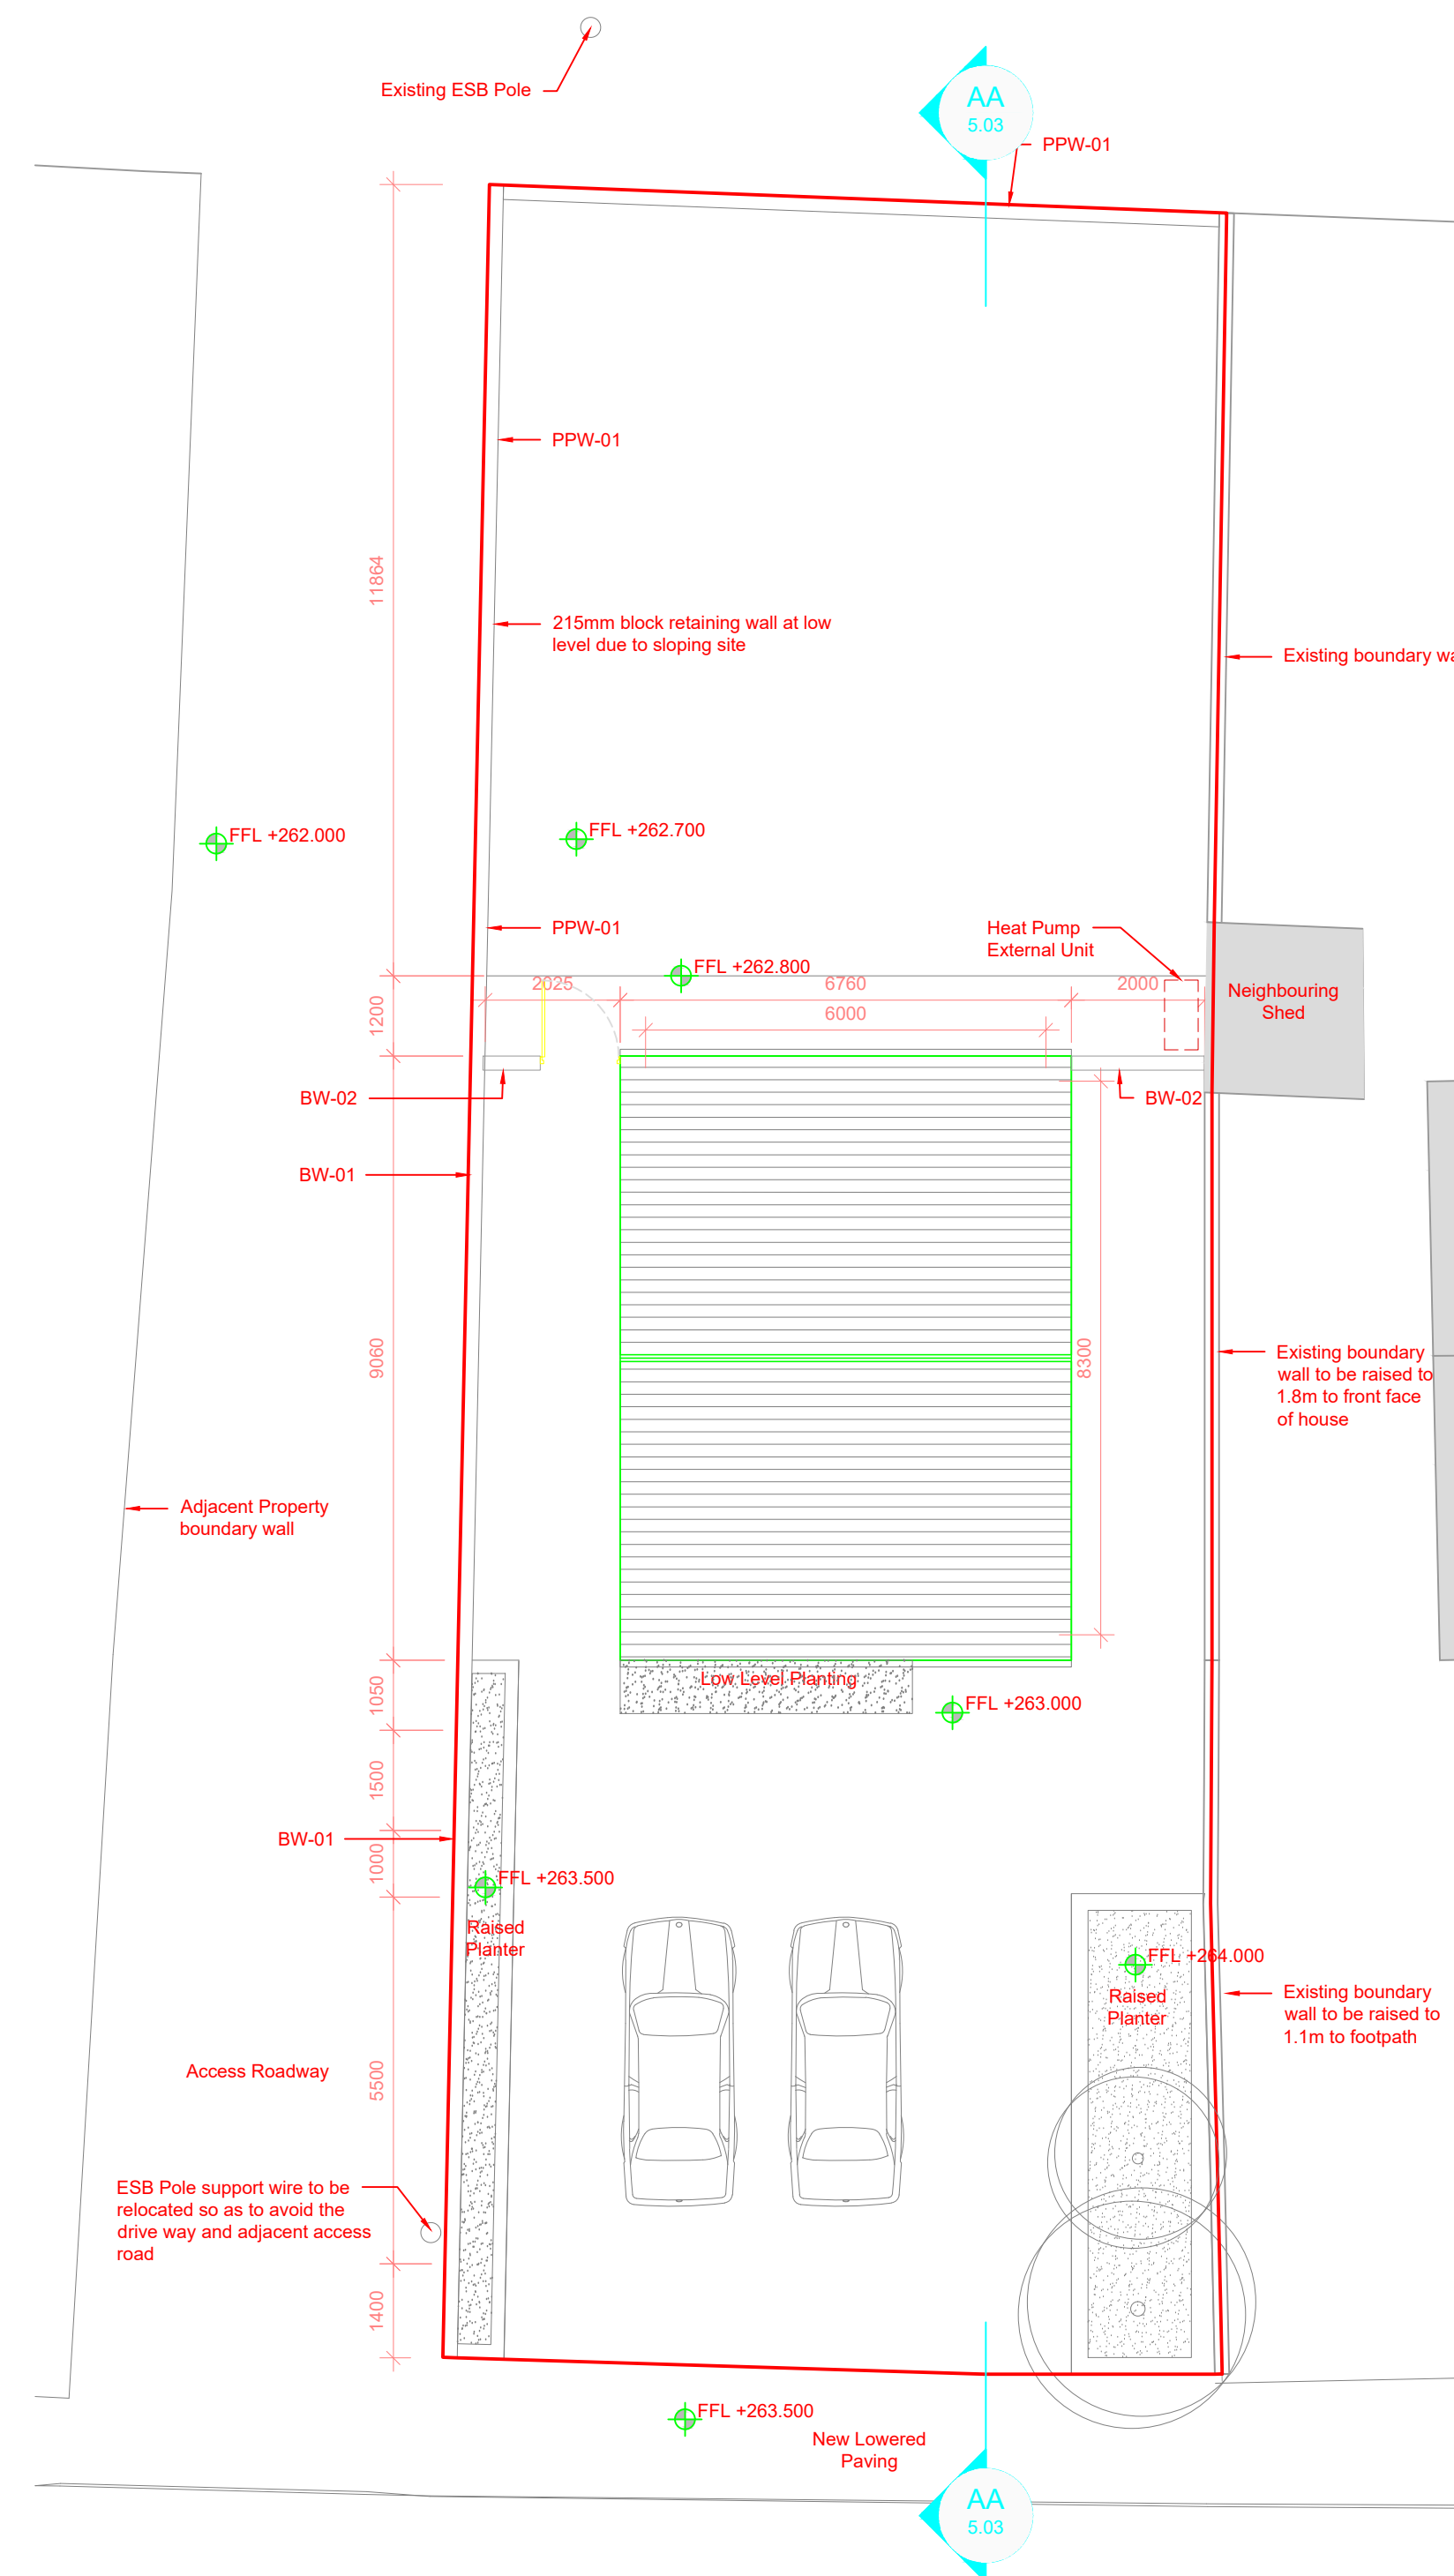 Existing ESB Pole
AA
5.03
PPW-01
PPW-01
11864
215mm block retaining wall at low
level due to sloping site
Existing boundary
FFL +262.000
FFL +262.700
PPW-01
Heat Pump
External Unit
FFL +262.800
2025
6760
2000
6000
1200
Neighbouring
Shed
BW-02
BW-02
BW-01
9060
8300
Existing boundary
wall to be raised to
1.8m to front face
of house
Adjacent Property
boundary wall
Low Level Planting
1050
FFL +263.000
1500
BW-01
1000
FFL +263.500
Raised
Planter
FFL +264.000
Raised
Planter
Existing boundary
wall to be raised to
1.1m to footpath
Access Roadway
5500
ESB Pole support wire to be
relocated so as to avoid the
drive way and adjacent access
road
1400
FFL +263.500
New Lowered
Paving
AA
5.03